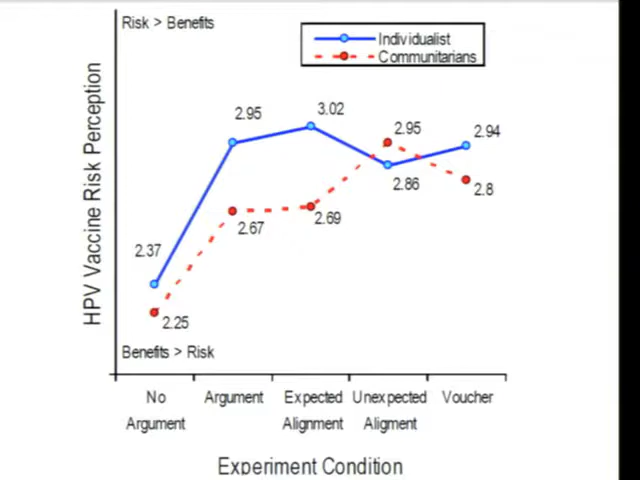 Risk > Benefits
Individualist
Communitarians
HPV Vaccine Risk Perception
2.37
2.95
3.02
2.86
2.94
2.25
2.67
2.69
2.95
2.8
Benefits > Risk
No Argument
Argument
Expected Alignment
Unexpected Aligment
Voucher
Experiment Condition